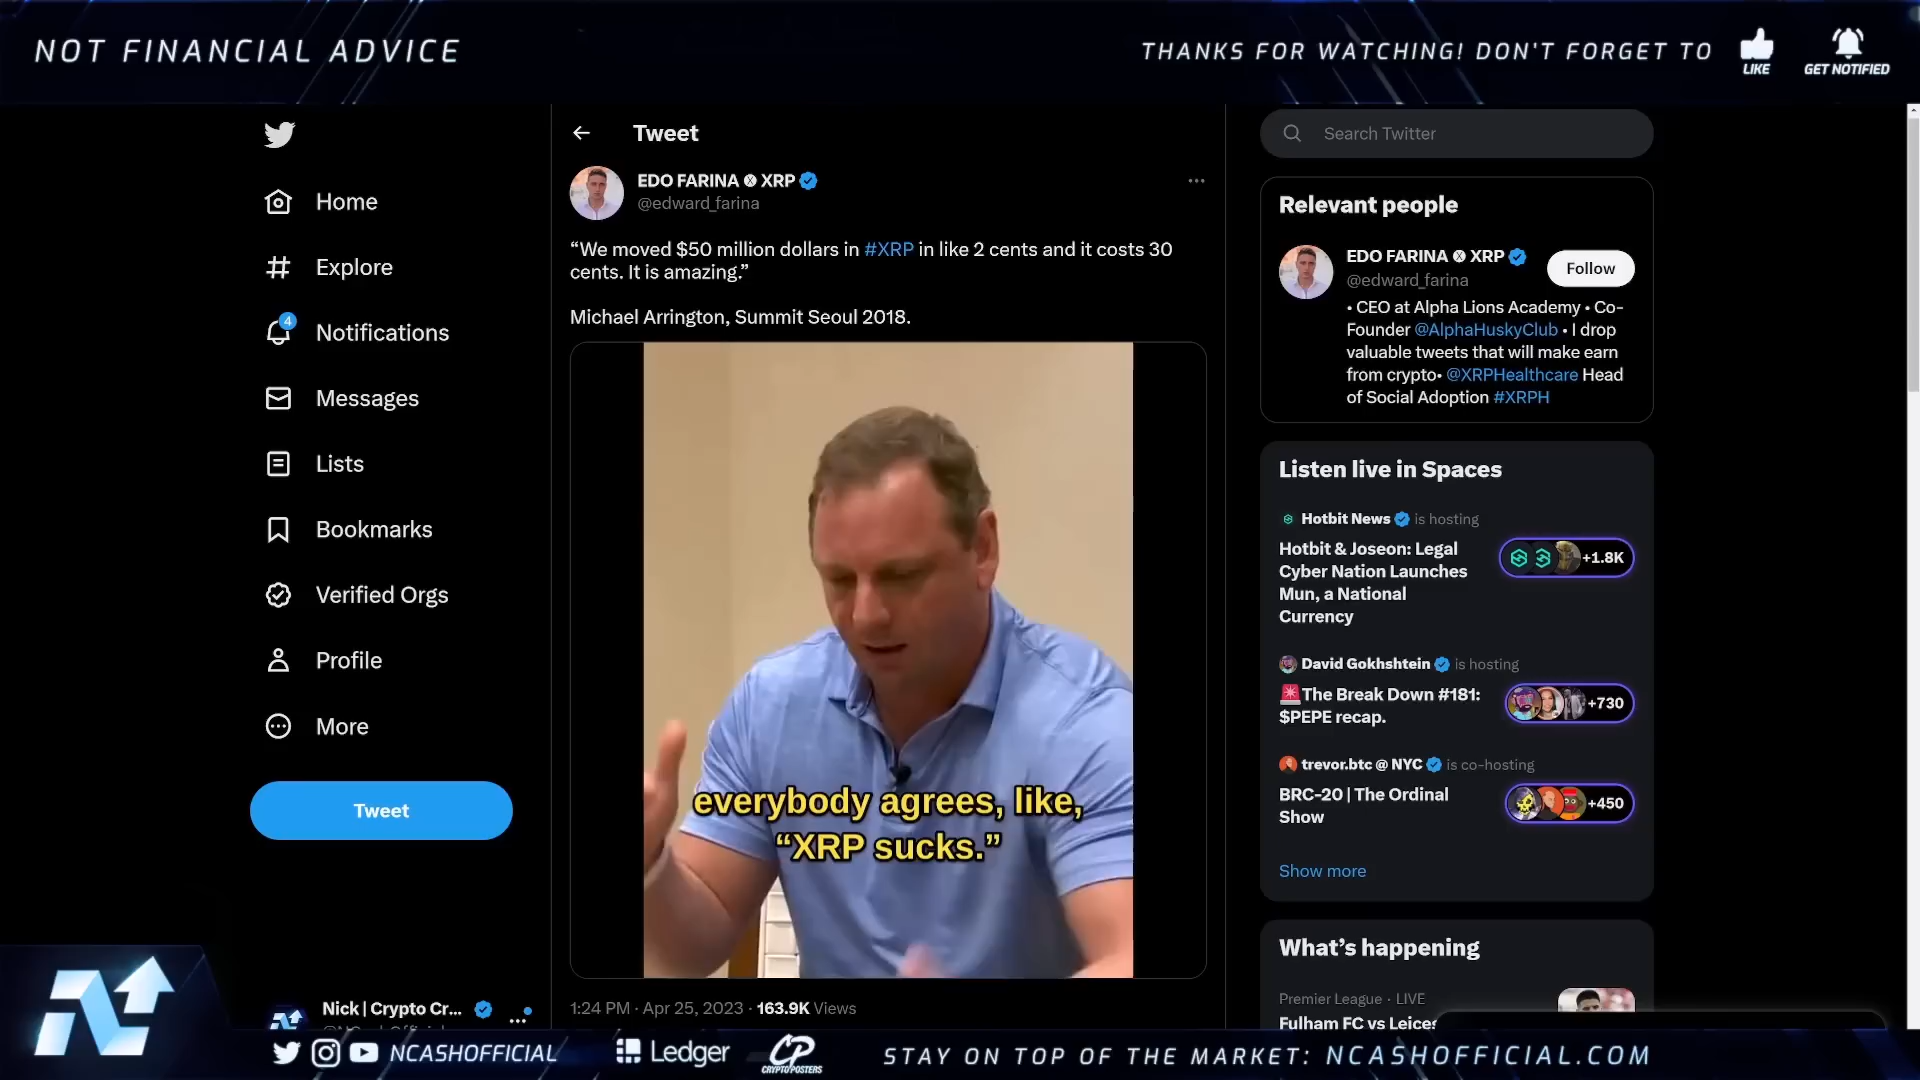 NOT FINANCIAL ADVICE
THANKS FOR WATCHING! DON'T FORGET TO
LIKE
GET NOTIFIED
Home
Explore
4
Notifications
Messages
Lists
Bookmarks
Verified Orgs
Profile
More
Tweet
Nick | Crypto Cr...
Tweet
EDO FARINA XRP
@edward_farina
“We moved $50 million dollars in #XRP in like 2 cents and it costs 30
cents. It is amazing.”
Michael Arrington, Summit Seoul 2018.
everybody agrees, like,
“XRP sucks.”
1:24 PM · Apr 25, 2023 · 163.9K Views
Search Twitter
Relevant people
EDO FARINA XRP
@edward_farina
Follow
• CEO at Alpha Lions Academy • Co-
Founder @AlphaHuskyClub • I drop
valuable tweets that will make earn
from crypto• @XRPHealthcare Head
of Social Adoption #XRPH
Listen live in Spaces
Hotbit News is hosting
Hotbit & Joseon: Legal
Cyber Nation Launches
Mun, a National
Currency
+1.8K
David Gokhshtein is hosting
The Break Down #181:
$PEPE recap.
+730
trevor.btc @ NYC is co-hosting
BRC-20 | The Ordinal
Show
+450
Show more
What’s happening
Premier League · LIVE
Fulham FC vs Leices
NCASHOFFICIAL
Ledger
CP
CRYPTOPOSTERS
STAY ON TOP OF THE MARKET: NCASHOFFICIAL.COM